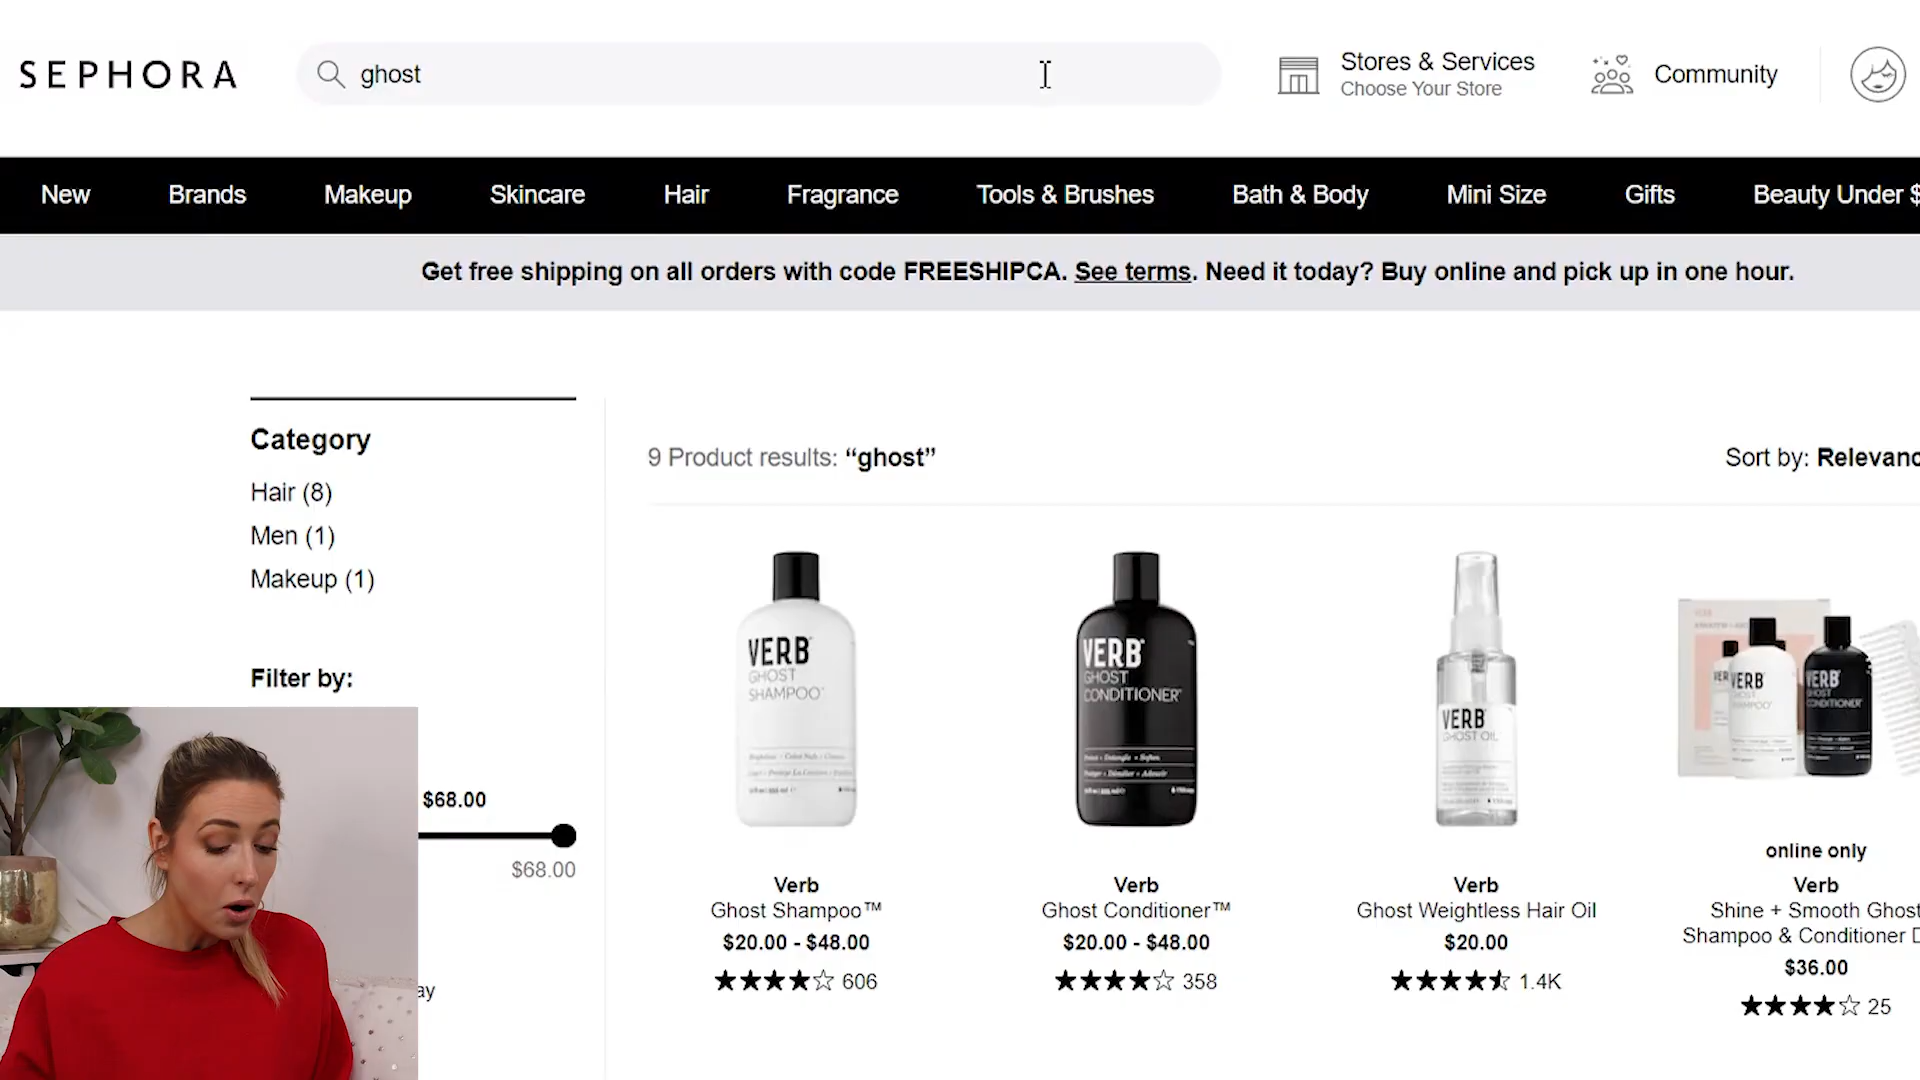 SEPHORA
ghost
Stores & Services
Choose Your Store
Community
New Brands Makeup Skincare Hair Fragrance Tools & Brushes Bath & Body Mini Size Gifts Beauty Under $
Get free shipping on all orders with code FREESHIPCA. See terms. Need it today? Buy online and pick up in one hour.
Category
Hair (8)
Men (1)
Makeup (1)
Filter by:
$68.00
$68.00
ay
9 Product results: “ghost”
Sort by: Relevanc
VERB
GHOST
SHAMPOO
VERB
GHOST
CONDITIONER
VERB
GHOST OIL
VERB
VERB
CONDITIONER
Verb
Ghost Shampoo™
$20.00 - $48.00
606
Verb
Ghost Conditioner™
$20.00 - $48.00
358
Verb
Ghost Weightless Hair Oil
$20.00
1.4K
online only
Verb
Shine + Smooth Ghost
Shampoo & Conditioner D
$36.00
25